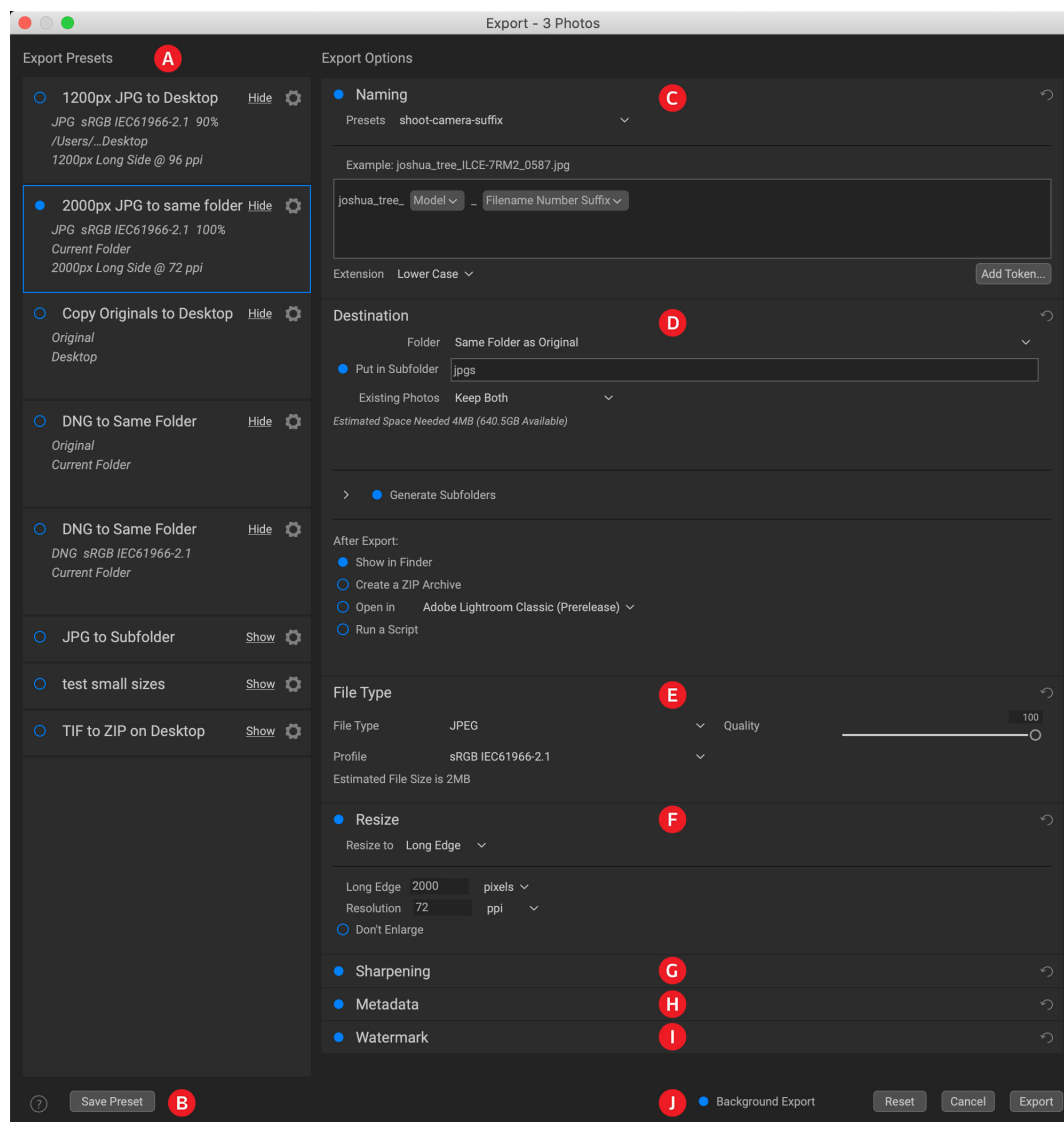 Export - 3 Photos
Export Presets A
1200px JPG to Desktop Hide
JPG sRGB IEC61966-2.1 90%
/Users/...Desktop
1200px Long Side @ 96 ppi
2000px JPG to same folder Hide
JPG sRGB IEC61966-2.1 100%
Current Folder
2000px Long Side @ 72 ppi
Copy Originals to Desktop Hide
Original
Desktop
DNG to Same Folder Hide
Original
Current Folder
DNG to Same Folder Hide
DNG sRGB IEC61966-2.1
Current Folder
JPG to Subfolder Show
test small sizes Show
TIF to ZIP on Desktop Show
? Save Preset B
Export Options
Naming C
Presets shoot-camera-suffix
Example: joshua_tree_ILCE-7RM2_0587.jpg
joshua_tree_ Model _ Filename Number Suffix
Extension Lower Case Add Token...
Destination D
Folder Same Folder as Original
Put in Subfolder jpgs
Existing Photos Keep Both
Estimated Space Needed 4MB (640.5GB Available)
Generate Subfolders
After Export:
Show in Finder
Create a ZIP Archive
Open in Adobe Lightroom Classic (Prerelease)
Run a Script
File Type E
File Type JPEG Quality 100
Profile sRGB IEC61966-2.1
Estimated File Size is 2MB
Resize F
Resize to Long Edge
Long Edge 2000 pixels
Resolution 72 ppi
Don't Enlarge
Sharpening G
Metadata H
Watermark I
J Background Export Reset Cancel Export